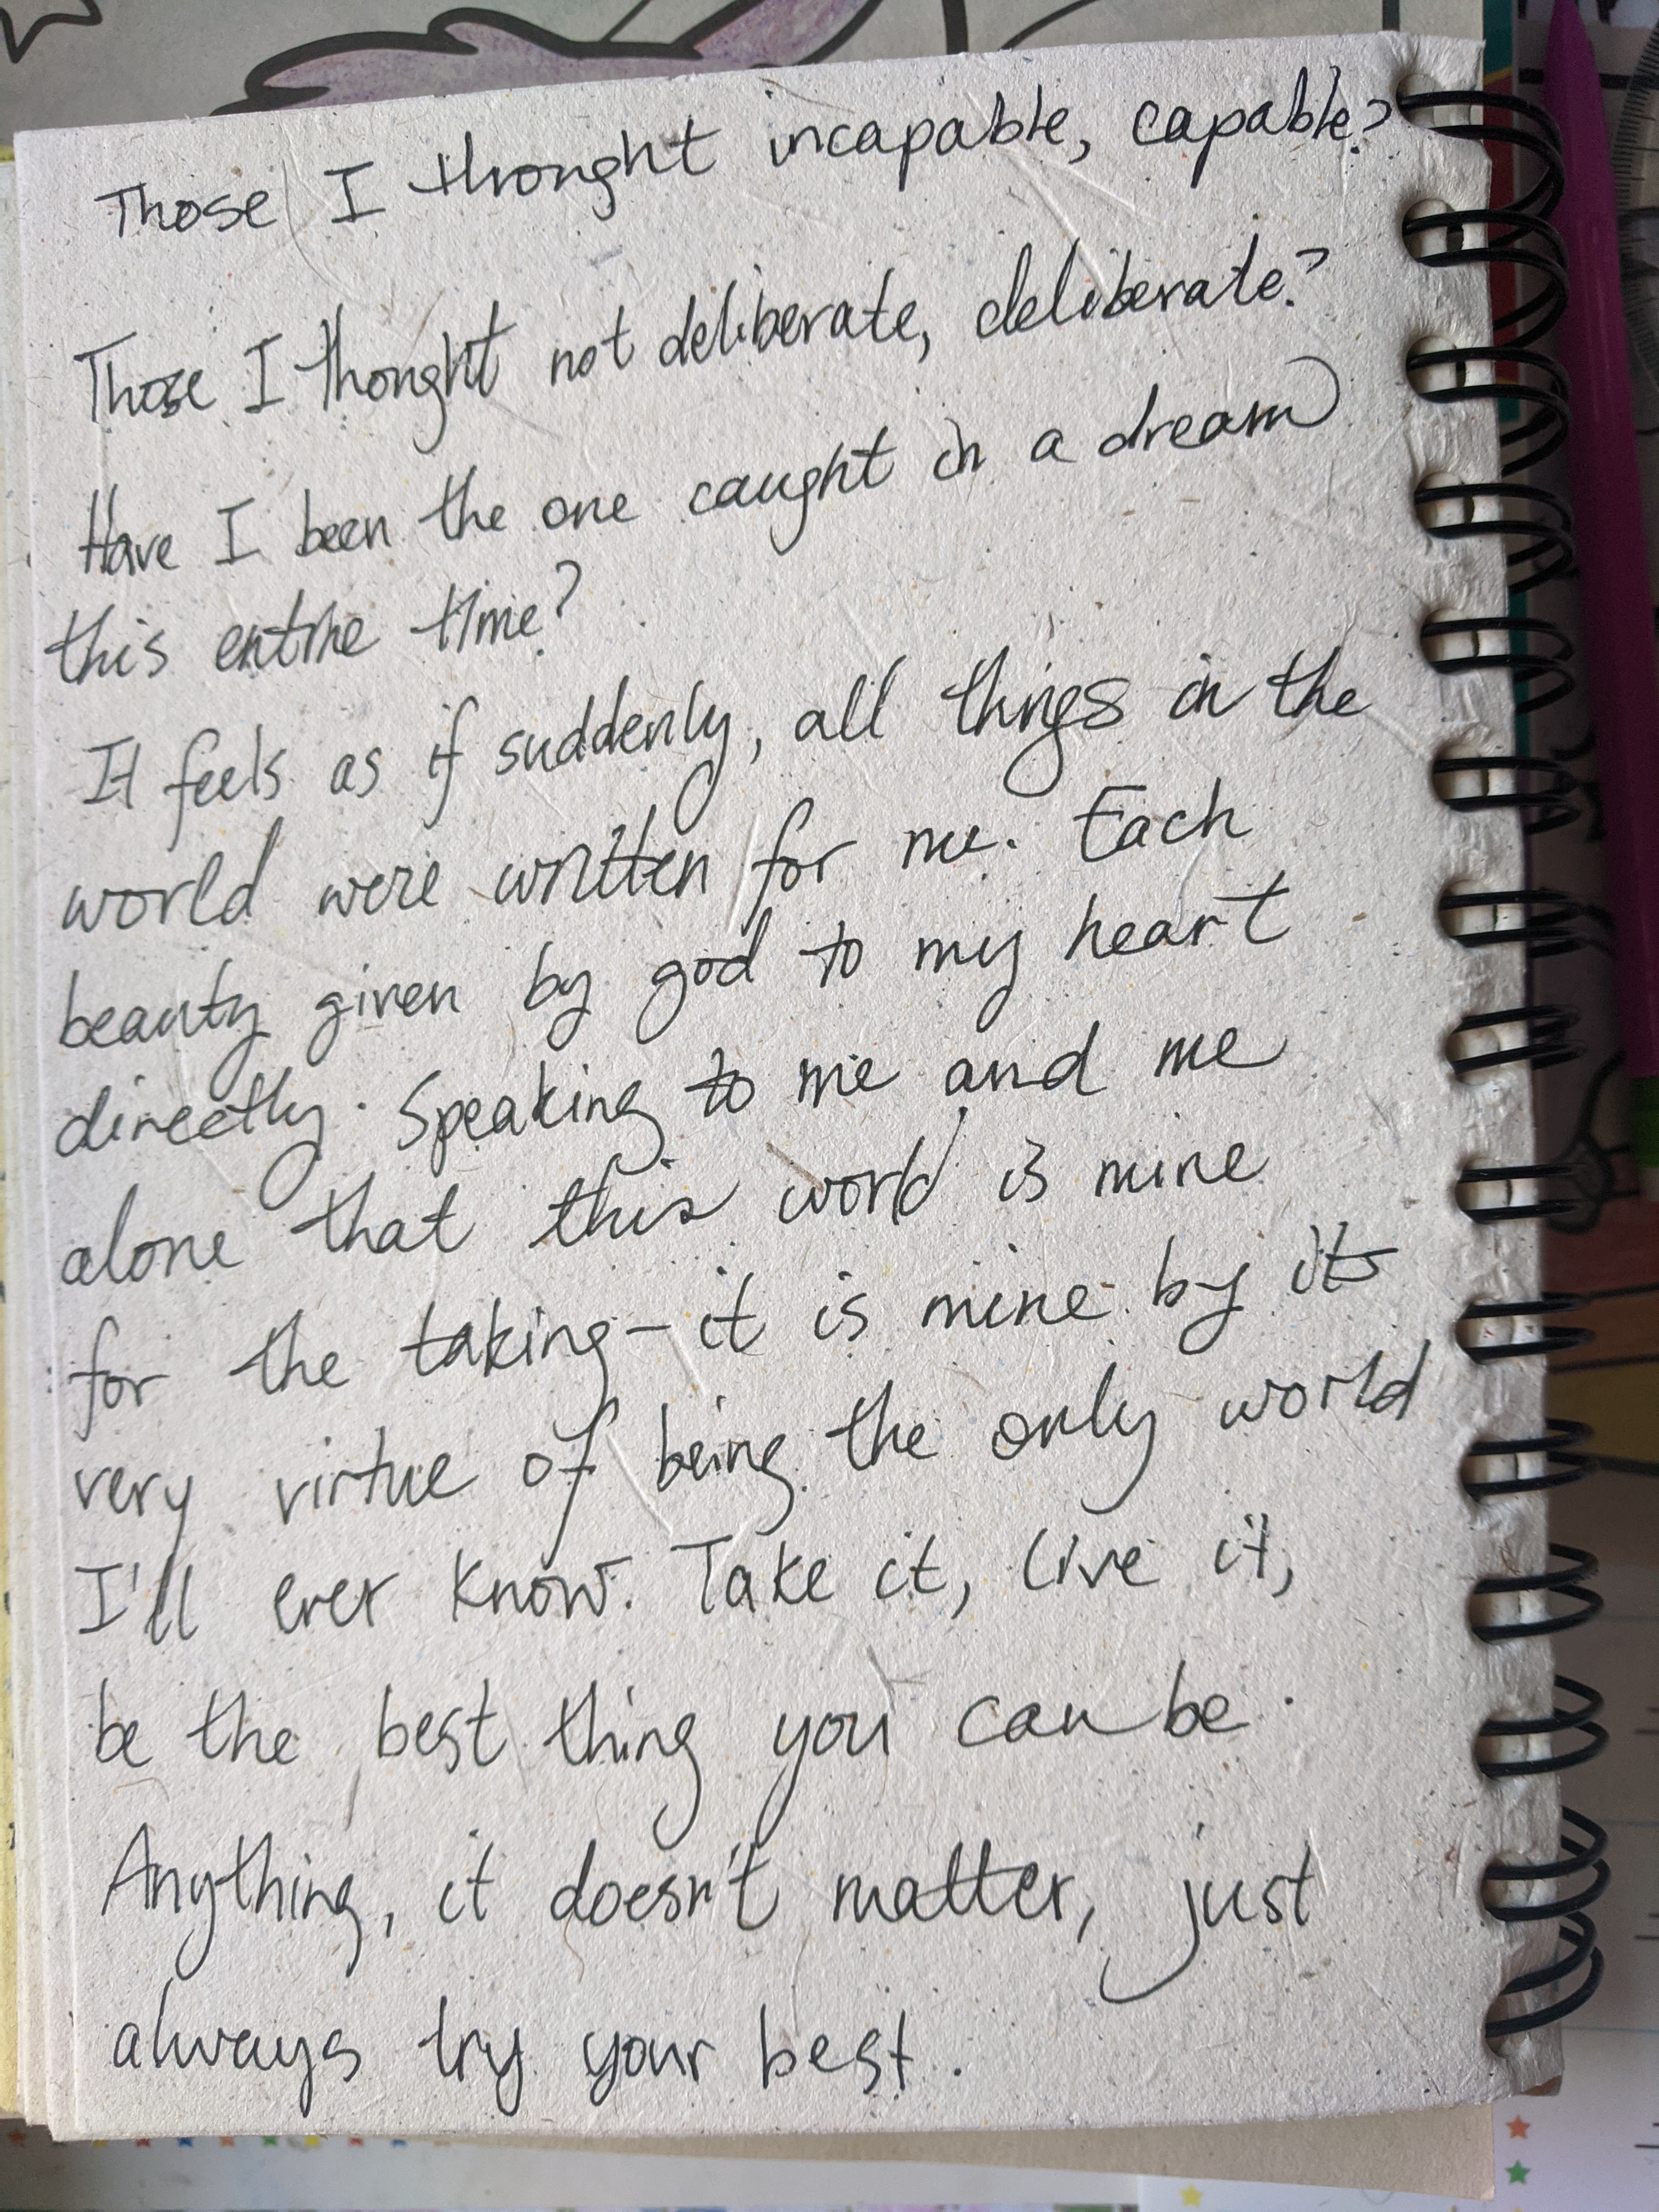 Those I throught incapable, capable?
Those I thought not deliberate, deliberate?
Have I been the one caught in a dream
this entire time?
It feels as if suddenly, all things in the
world were written for me. Each
beauty given by god to my heart
directly. Speaking to me and me
alone that this world is mine
for the taking - it is mine by its
very virtue of being the only world
I'll ever know. Take it, live it,
be the best thing you can be.
Anything, it doesn't matter, just
always try your best.